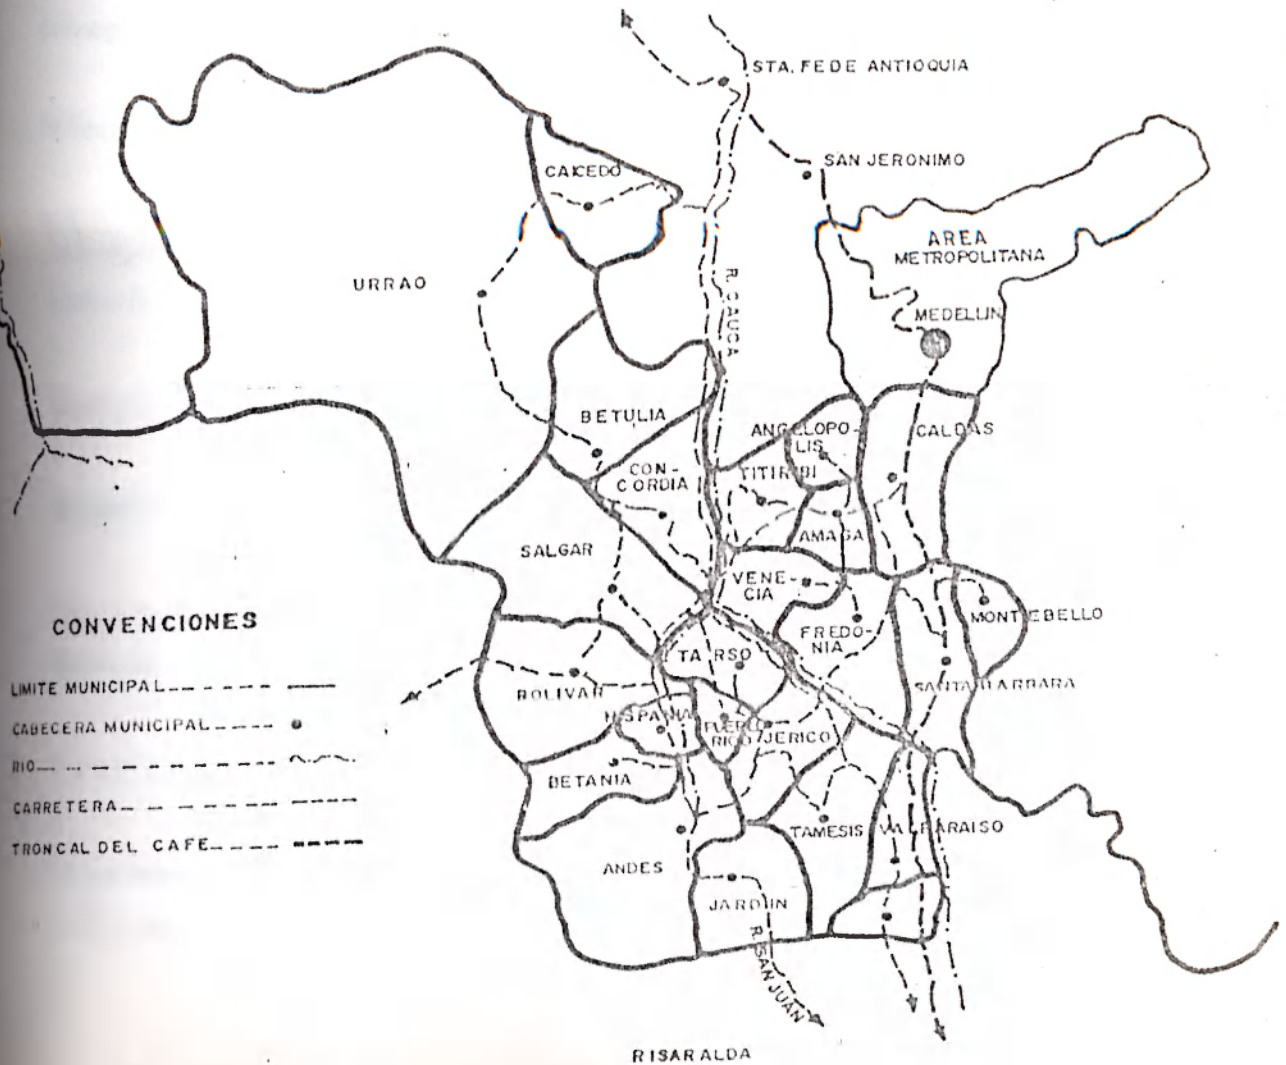 STA. FE DE ANTIOQUIA
SAN JERONIMO
CAICEDO
AREA
METROPOLITANA
URRAO
R. CAUCA
MEDELLIN
BETULIA
ANGELOPO-
LIS
CALDAS
CON-
CORDIA
TITIRIBI
SALGAR
AMAGA
VENE-
CIA
MONTEBELLO
FREDO-
NIA
TARSO
SANTA BARBARA
BOLIVAR
HISPANIA
PUEBLO
RICO
JERICO
BETANIA
TAMESIS
VALPARAISO
ANDES
JARDIN
R. SAN JUAN
RISARALDA
CONVENCIONES
LIMITE MUNICIPAL
CABECERA MUNICIPAL
RIO
CARRETERA
TRONCAL DEL CAFE